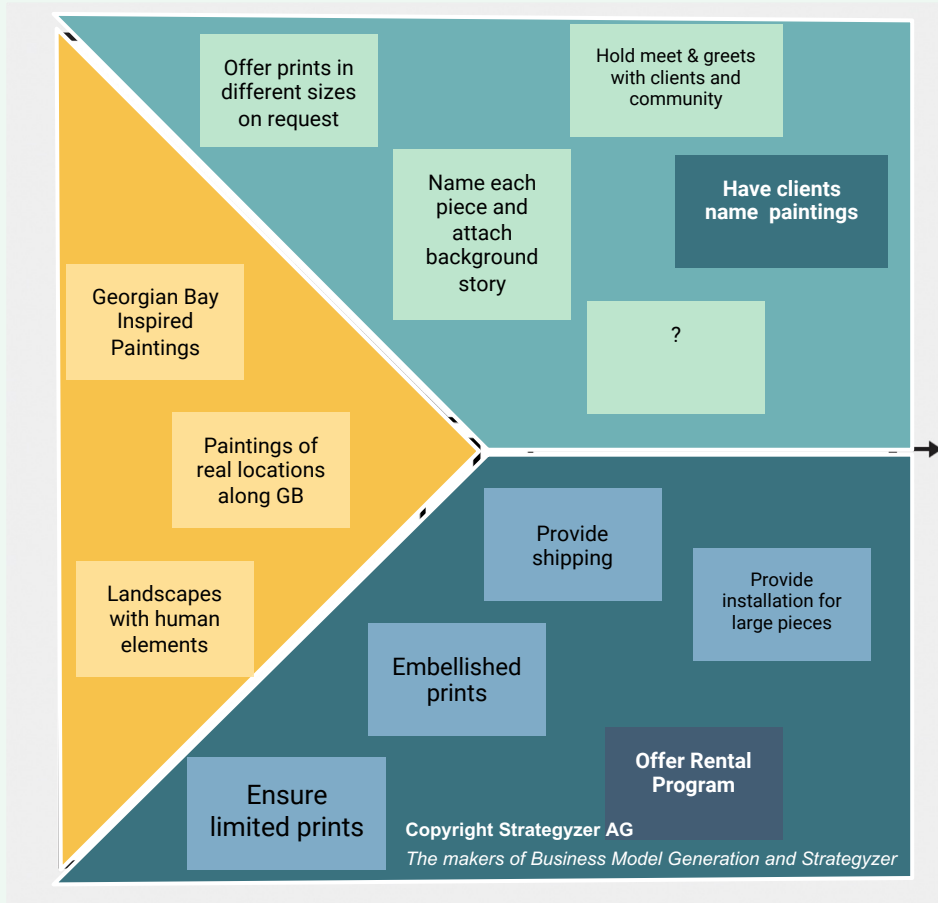 Offer prints in
different sizes
on request
Hold meet & greets
with clients and
community
Name each
piece and
attach
background
story
Have clients
name  paintings
?
Georgian Bay
Inspired
Paintings
Paintings of
real locations
along GB
Landscapes
with human
elements
Provide
shipping
Provide
installation for
large pieces
Embellished
prints
Offer Rental
Program
Ensure
limited prints
Copyright Strategyzer AG
The makers of Business Model Generation and Strategyzer